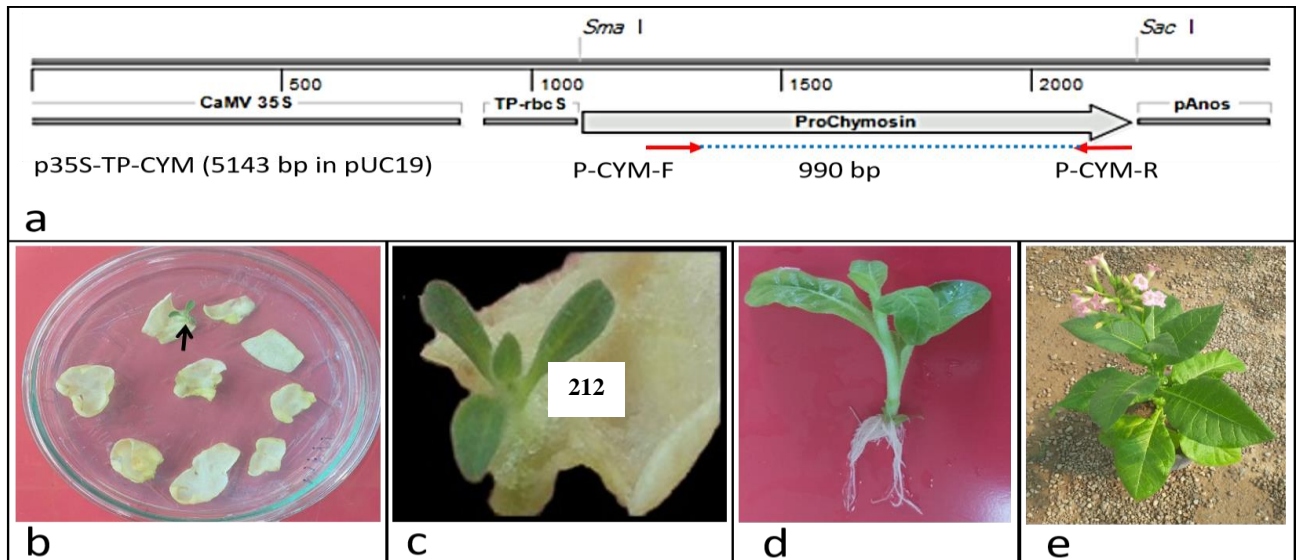 Sma I Sac I
500 1000 1500 2000
CaMV 35S TP-rbcS ProChymosin pAnos
p35S-TP-CYM (5143 bp in pUC19) P-CYM-F 990 bp P-CYM-R
a
212
b c d e